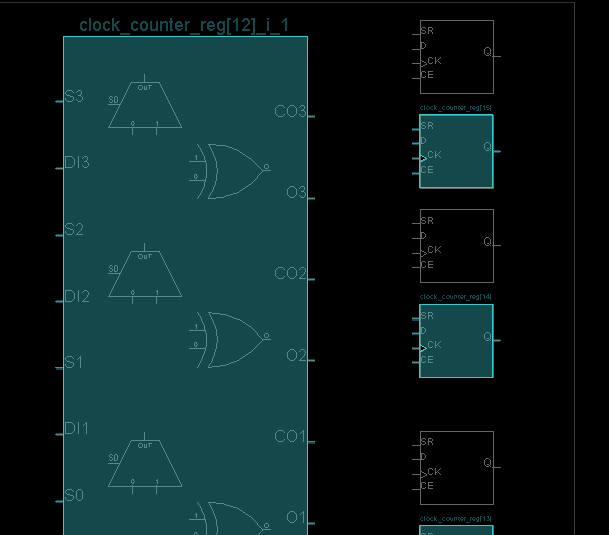 clock_counter_reg[12]_i_1
S3
S0
OUT
0 1
CO3
DI3
1
0
O
O3
S2
S0
OUT
0 1
CO2
DI2
1
0
O
O2
S1
DI1
CO1
S0
OUT
0 1
S0
1
O
O1
SR
D
CK
CE
Q
clock_counter_reg[15]
SR
D
CK
CE
Q
SR
D
CK
CE
Q
clock_counter_reg[14]
SR
D
CK
CE
Q
SR
D
CK
CE
Q
clock_counter_reg[13]